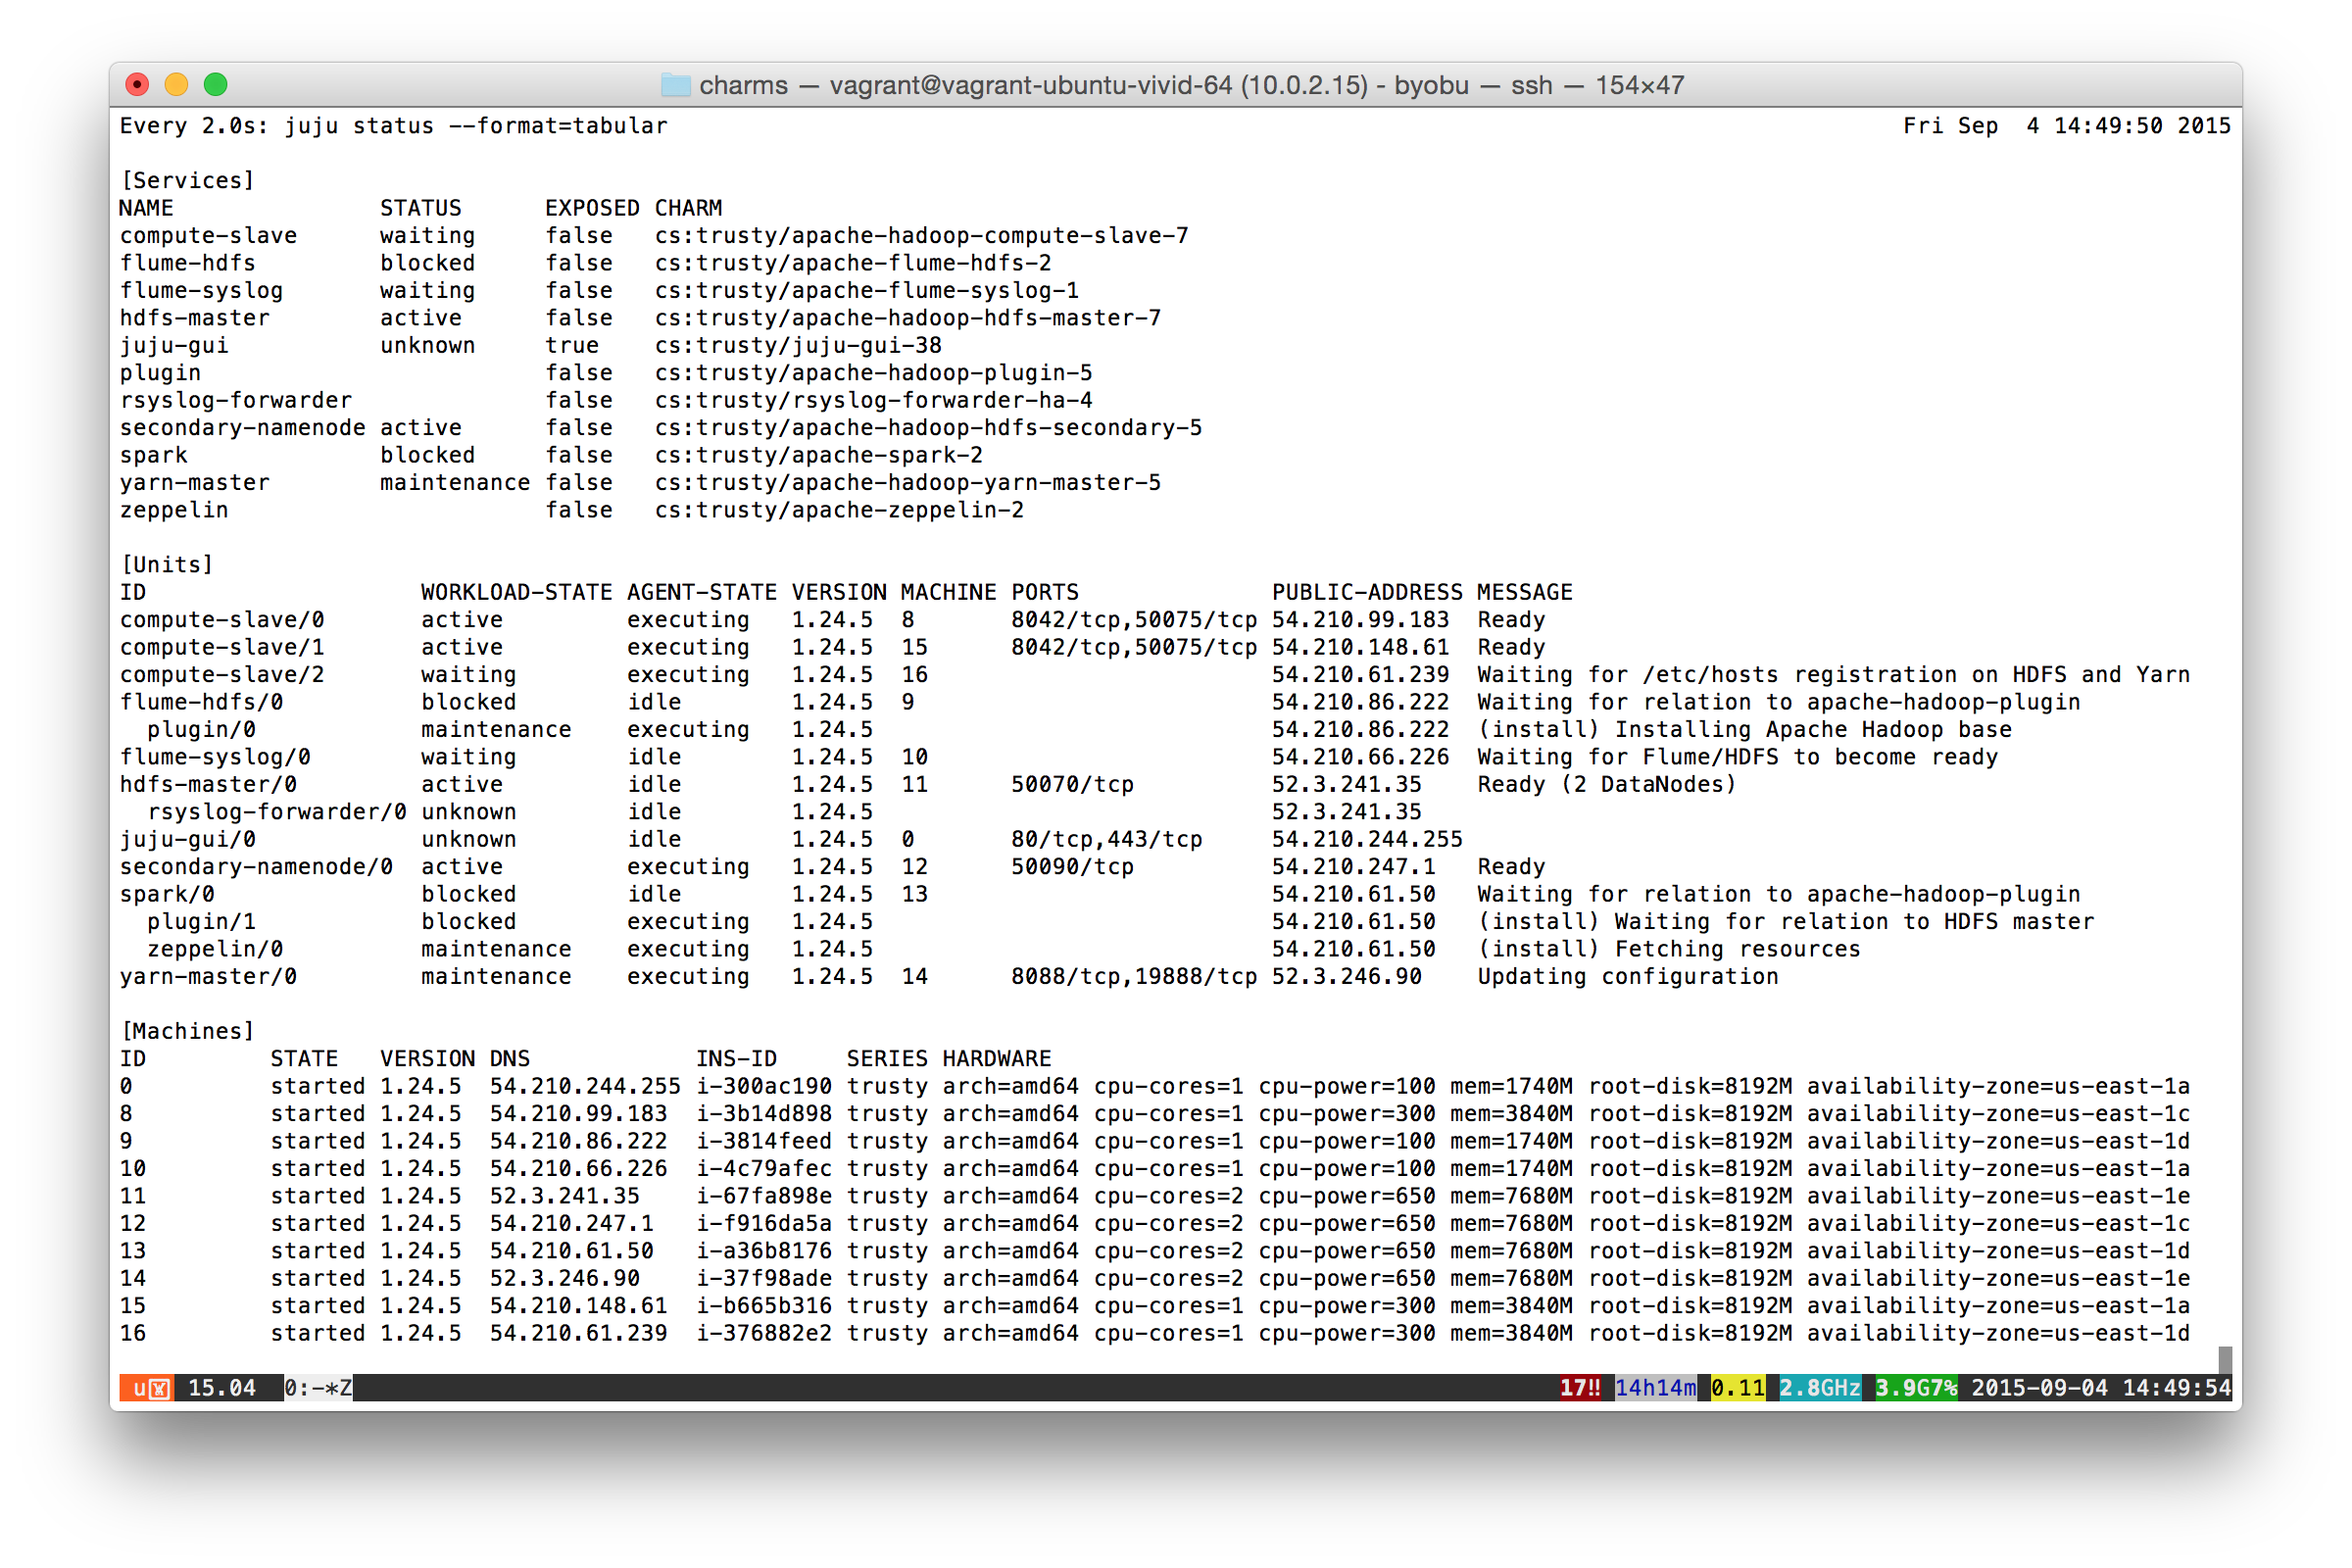 charms — vagrant@vagrant-ubuntu-vivid-64 (10.0.2.15) - byobu — ssh — 154×47
Every 2.0s: juju status --format=tabular                                                                                          Fri Sep  4 14:49:50 2015

[Services]
NAME               STATUS      EXPOSED CHARM
compute-slave      waiting     false   cs:trusty/apache-hadoop-compute-slave-7
flume-hdfs         blocked     false   cs:trusty/apache-flume-hdfs-2
flume-syslog       waiting     false   cs:trusty/apache-flume-syslog-1
hdfs-master        active      false   cs:trusty/apache-hadoop-hdfs-master-7
juju-gui           unknown     true    cs:trusty/juju-gui-38
plugin                         false   cs:trusty/apache-hadoop-plugin-5
rsyslog-forwarder              false   cs:trusty/rsyslog-forwarder-ha-4
secondary-namenode active      false   cs:trusty/apache-hadoop-hdfs-secondary-5
spark              blocked     false   cs:trusty/apache-spark-2
yarn-master        maintenance false   cs:trusty/apache-hadoop-yarn-master-5
zeppelin                       false   cs:trusty/apache-zeppelin-2

[Units]
ID                    WORKLOAD-STATE AGENT-STATE VERSION MACHINE PORTS              PUBLIC-ADDRESS MESSAGE
compute-slave/0       active         executing   1.24.5  8       8042/tcp,50075/tcp 54.210.99.183  Ready
compute-slave/1       active         executing   1.24.5  15      8042/tcp,50075/tcp 54.210.148.61  Ready
compute-slave/2       waiting        executing   1.24.5  16                         54.210.61.239  Waiting for /etc/hosts registration on HDFS and Yarn
flume-hdfs/0          blocked        idle        1.24.5  9                          54.210.86.222  Waiting for relation to apache-hadoop-plugin
  plugin/0            maintenance    executing   1.24.5                             54.210.86.222  (install) Installing Apache Hadoop base
flume-syslog/0        waiting        idle        1.24.5  10                         54.210.66.226  Waiting for Flume/HDFS to become ready
hdfs-master/0         active         idle        1.24.5  11      50070/tcp          52.3.241.35    Ready (2 DataNodes)
  rsyslog-forwarder/0 unknown        idle        1.24.5                             52.3.241.35
juju-gui/0            unknown        idle        1.24.5  0       80/tcp,443/tcp     54.210.244.255
secondary-namenode/0  active         executing   1.24.5  12      50090/tcp          54.210.247.1   Ready
spark/0               blocked        idle        1.24.5  13                         54.210.61.50   Waiting for relation to apache-hadoop-plugin
  plugin/1            blocked        executing   1.24.5                             54.210.61.50   (install) Waiting for relation to HDFS master
  zeppelin/0          maintenance    executing   1.24.5                             54.210.61.50   (install) Fetching resources
yarn-master/0         maintenance    executing   1.24.5  14      8088/tcp,19888/tcp 52.3.246.90    Updating configuration

[Machines]
ID         STATE   VERSION DNS            INS-ID     SERIES HARDWARE
0          started 1.24.5  54.210.244.255 i-300ac190 trusty arch=amd64 cpu-cores=1 cpu-power=100 mem=1740M root-disk=8192M availability-zone=us-east-1a
8          started 1.24.5  54.210.99.183  i-3b14d898 trusty arch=amd64 cpu-cores=1 cpu-power=300 mem=3840M root-disk=8192M availability-zone=us-east-1c
9          started 1.24.5  54.210.86.222  i-3814feed trusty arch=amd64 cpu-cores=1 cpu-power=100 mem=1740M root-disk=8192M availability-zone=us-east-1d
10         started 1.24.5  54.210.66.226  i-4c79afec trusty arch=amd64 cpu-cores=1 cpu-power=100 mem=1740M root-disk=8192M availability-zone=us-east-1a
11         started 1.24.5  52.3.241.35    i-67fa898e trusty arch=amd64 cpu-cores=2 cpu-power=650 mem=7680M root-disk=8192M availability-zone=us-east-1e
12         started 1.24.5  54.210.247.1   i-f916da5a trusty arch=amd64 cpu-cores=2 cpu-power=650 mem=7680M root-disk=8192M availability-zone=us-east-1c
13         started 1.24.5  54.210.61.50   i-a36b8176 trusty arch=amd64 cpu-cores=2 cpu-power=650 mem=7680M root-disk=8192M availability-zone=us-east-1d
14         started 1.24.5  52.3.246.90    i-37f98ade trusty arch=amd64 cpu-cores=2 cpu-power=650 mem=7680M root-disk=8192M availability-zone=us-east-1e
15         started 1.24.5  54.210.148.61  i-b665b316 trusty arch=amd64 cpu-cores=1 cpu-power=300 mem=3840M root-disk=8192M availability-zone=us-east-1a
16         started 1.24.5  54.210.61.239  i-376882e2 trusty arch=amd64 cpu-cores=1 cpu-power=300 mem=3840M root-disk=8192M availability-zone=us-east-1d

u 15.04  0:-*Z 17!! 14h14m 0.11 2.8GHz 3.9G7% 2015-09-04 14:49:54